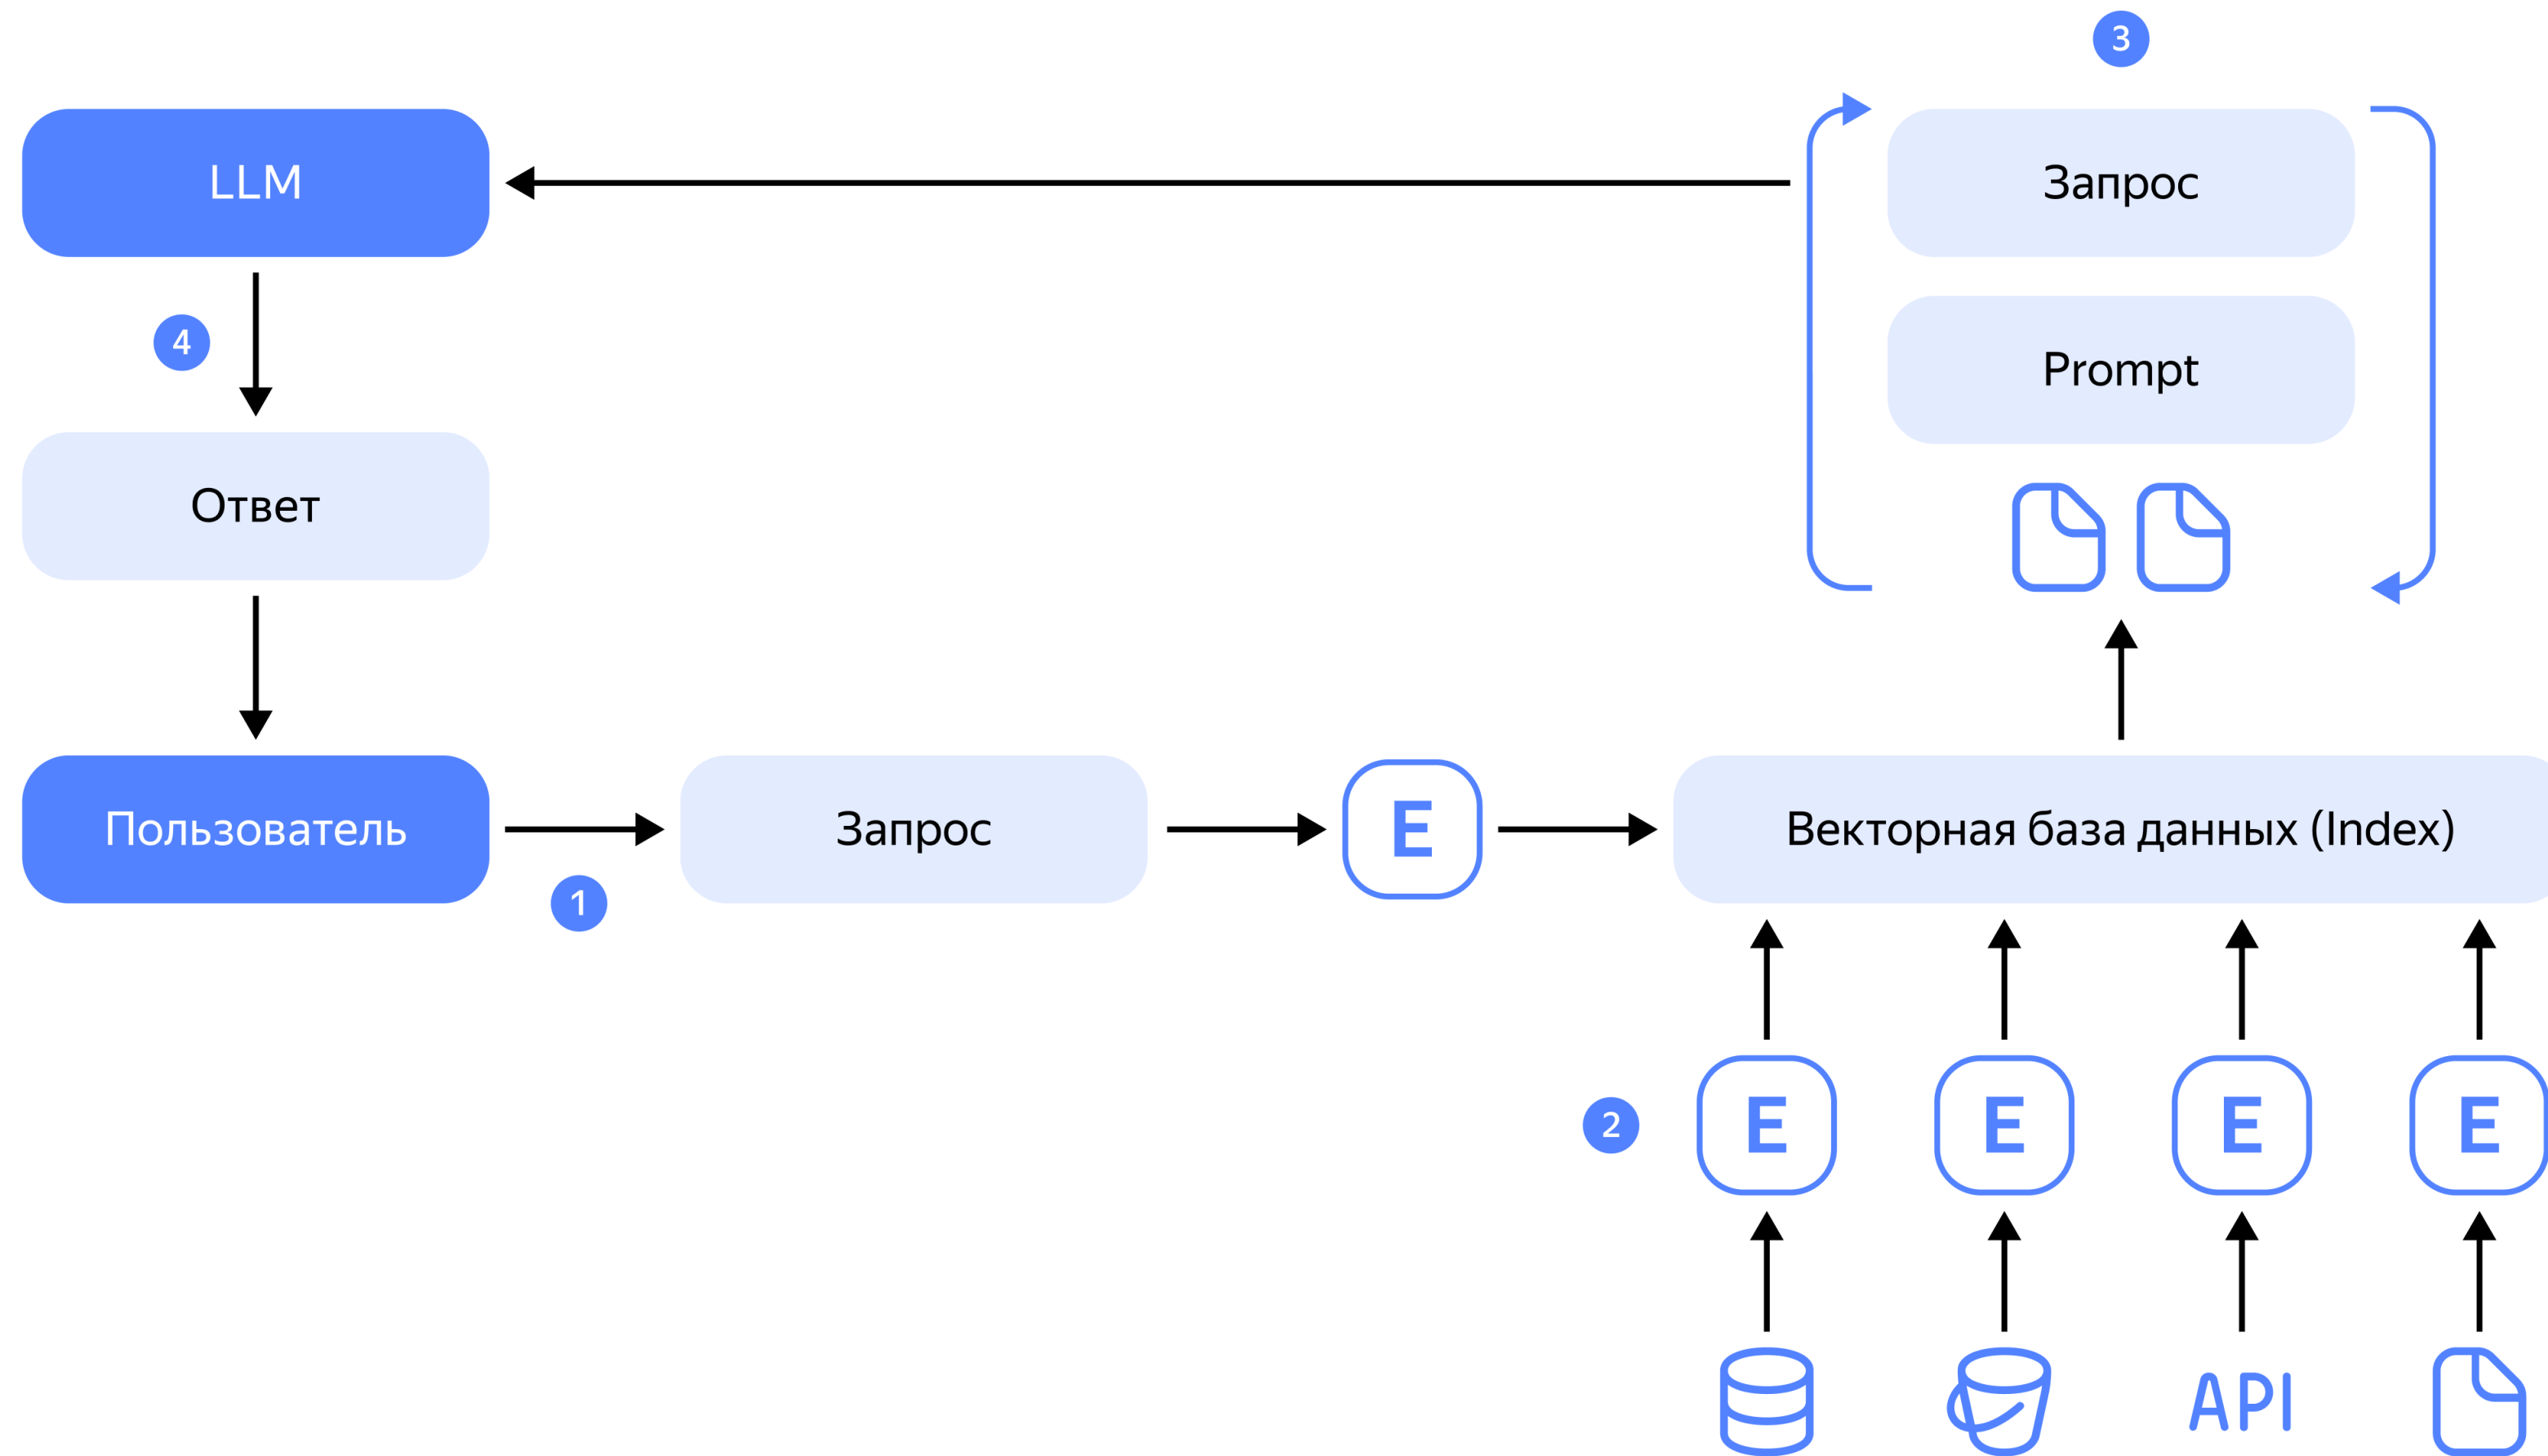 3
LLM
Запрос
4
Prompt
Ответ
Пользователь
Запрос
E
Векторная база данных (Index)
1
2
E
E
E
E
API